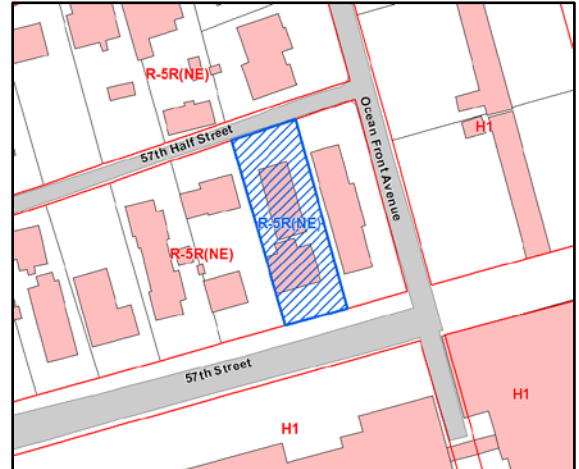 R-5R(NE)
57th Half Street
Ocean Front Avenue
H1
R-5R(NE)
R-5R(NE)
57th Street
H1
H1